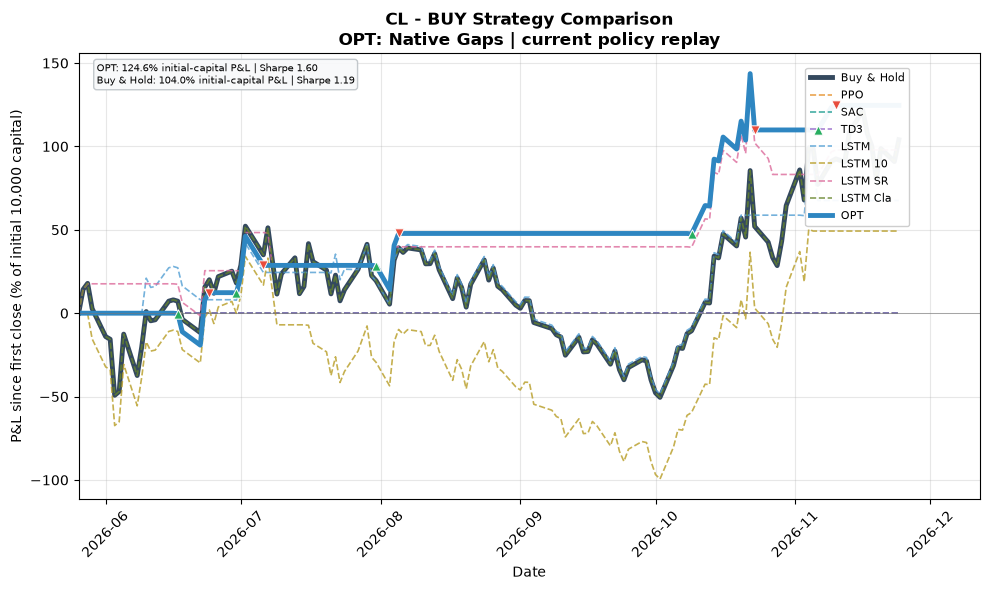 CL - BUY Strategy Comparison
OPT: Native Gaps | current policy replay
OPT: 124.6% initial-capital P&L | Sharpe 1.60
Buy & Hold: 104.0% initial-capital P&L | Sharpe 1.19
Buy & Hold
PPO
SAC
TD3
LSTM
LSTM 10
LSTM SR
LSTM Cla
OPT
P&L since first close (% of initial 10,000 capital)
150
100
50
0
−50
−100
2026-06
2026-07
2026-08
2026-09
2026-10
2026-11
2026-12
Date